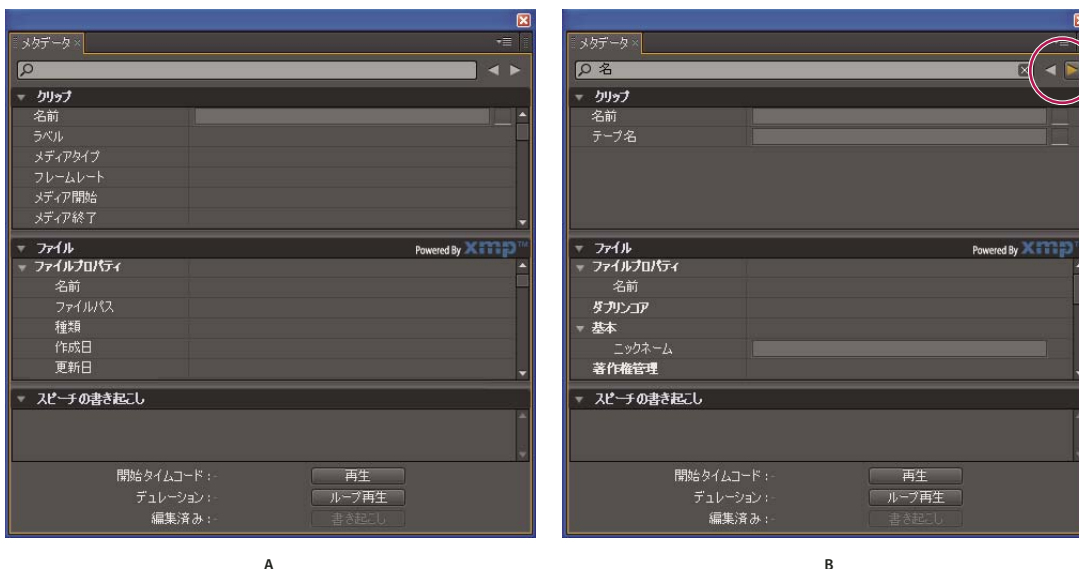 メタデータ ×
クリップ
名前
ラベル
メディアタイプ
フレームレート
メディア開始
メディア終了
ファイル
Powered By xmp™
ファイルプロパティ
名前
ファイルパス
種類
作成日
更新日
スピーチの書き起こし
開始タイムコード : -
再生
デュレーション : -
ループ再生
編集済み : -
書き起こし
A
メタデータ ×
名
クリップ
名前
テープ名
ファイル
Powered By xmp™
ファイルプロパティ
名前
ダブリンコア
基本
ニックネーム
著作権管理
スピーチの書き起こし
開始タイムコード : -
再生
デュレーション : -
ループ再生
編集済み : -
書き起こし
B